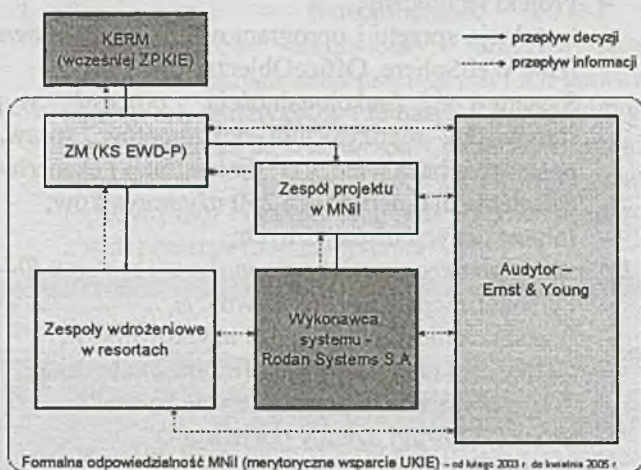 KERM
(wcześniej ZPKIE)
przepływ decyzji
przepływ informacji
ZM (KS EWD-P)
Zespół projektu
w MNiI
Audytor –
Ernst & Young
Zespoły wdrożeniowe
w resortach
Wykonawca
systemu -
Rodan Systems S.A
Formalna odpowiedzialność MNiI (merytoryczne wsparcie UKIE) – od lutego 2003 r. do kwietnia 2005 r.